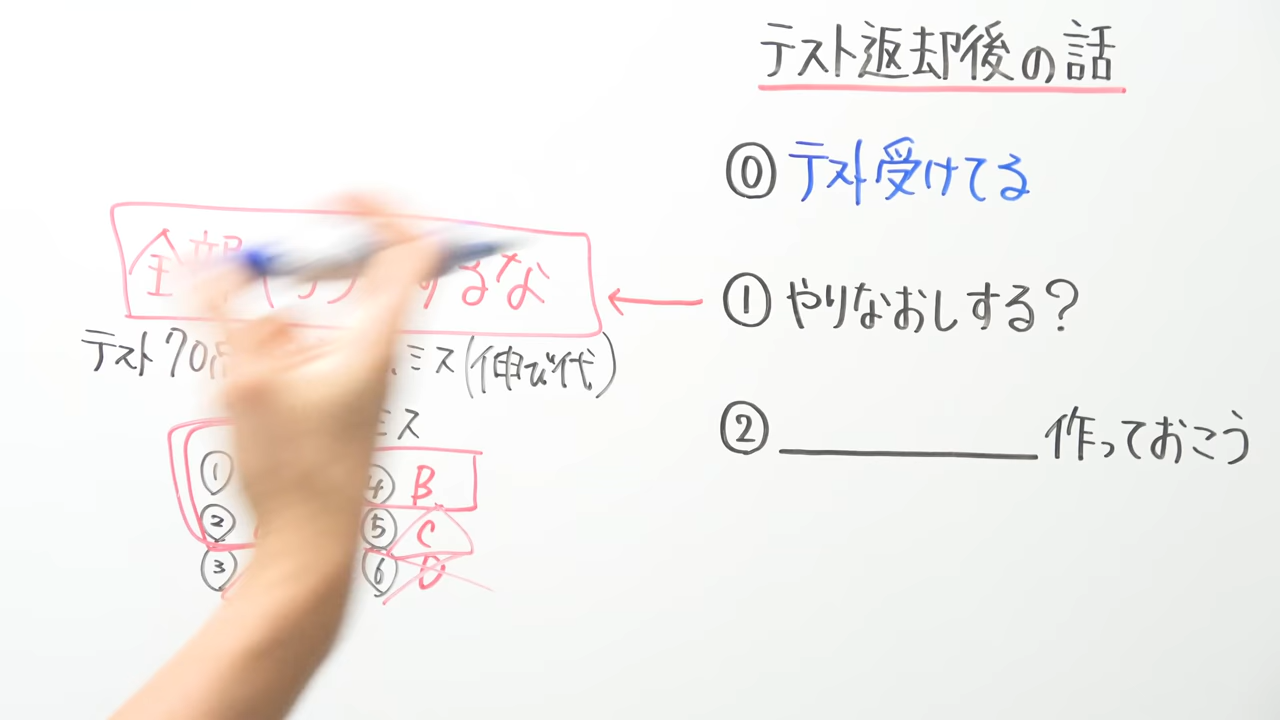 テスト返却後の話
⓪ テスト受けてる
① やりなおしする?
② 作っておこう
全部 するな
テスト70点 ミス(伸び代)
ミス
① ④ B
② ⑤ C
③ ⑥ D